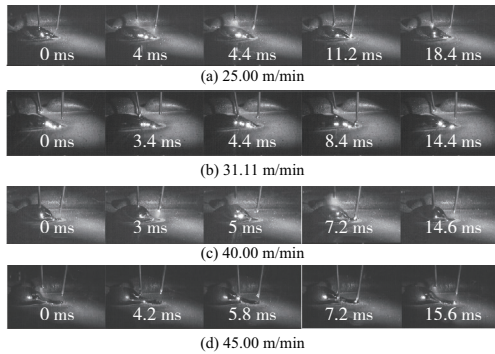 0 ms 4 ms 4.4 ms 11.2 ms 18.4 ms
(a) 25.00 m/min
0 ms 3.4 ms 4.4 ms 8.4 ms 14.4 ms
(b) 31.11 m/min
0 ms 3 ms 5 ms 7.2 ms 14.6 ms
(c) 40.00 m/min
0 ms 4.2 ms 5.8 ms 7.2 ms 15.6 ms
(d) 45.00 m/min